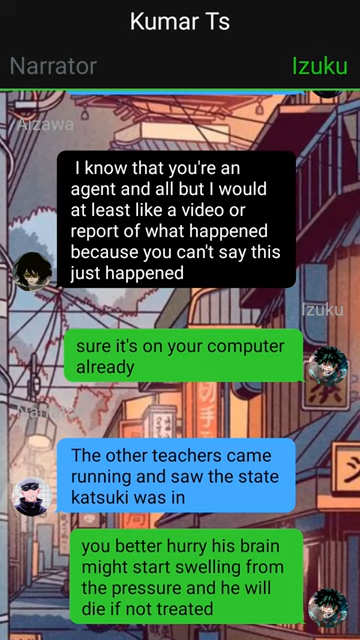 Kumar Ts
Narrator
Izuku
Aizawa
I know that you're an
agent and all but I would
at least like a video or
report of what happened
because you can't say this
just happened
Izuku
sure it's on your computer
already
The other teachers came
running and saw the state
katsuki was in
you better hurry his brain
might start swelling from
the pressure and he will
die if not treated